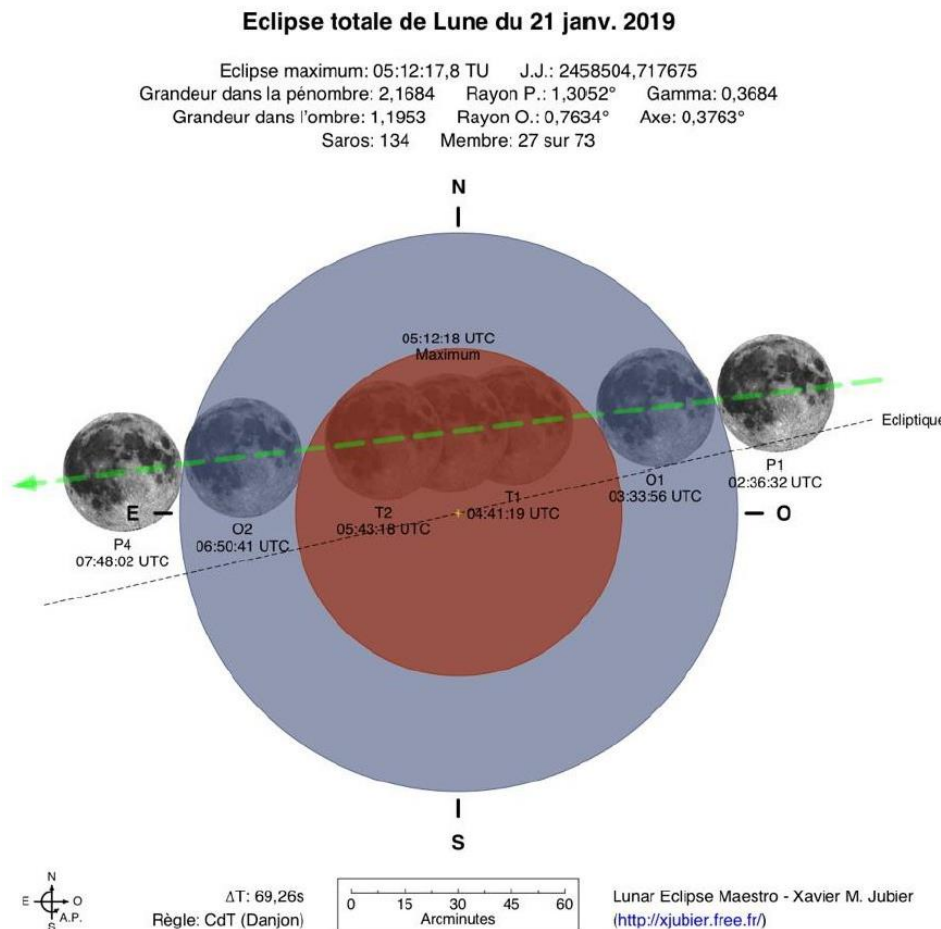 Eclipse totale de Lune du 21 janv. 2019
Eclipse maximum: 05:12:17,8 TU J.J.: 2458504,717675
Grandeur dans la pénombre: 2,1684 Rayon P.: 1,3052° Gamma: 0,3684
Grandeur dans l'ombre: 1,1953 Rayon O.: 0,7634° Axe: 0,3763°
Saros: 134 Membre: 27 sur 73
N
05:12:18 UTC
Maximum
Ecliptique
P1
02:36:32 UTC
O1
03:33:56 UTC
T1
04:41:19 UTC
T2
05:43:18 UTC
E
O
O2
06:50:41 UTC
P4
07:48:02 UTC
S
N
E O
A.P.
S
ΔT: 69,26s
Règle: CdT (Danjon)
0 15 30 45 60
Arcminutes
Lunar Eclipse Maestro - Xavier M. Jubier
(http://xjubier.free.fr/)